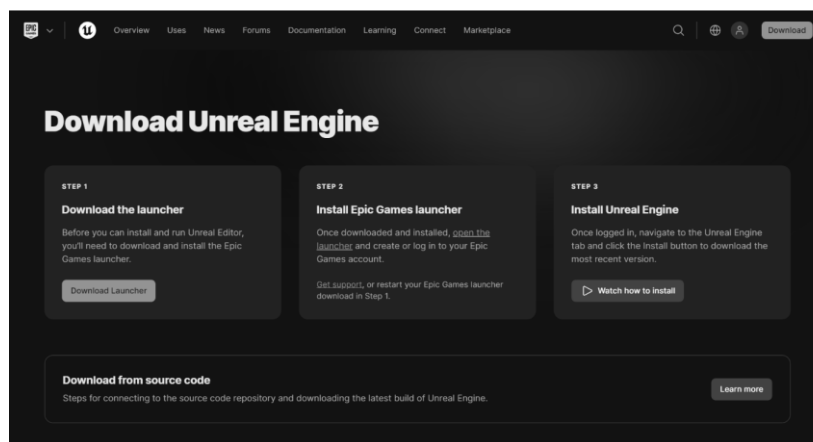 EPIC GAMES
Overview Uses News Forums Documentation Learning Connect Marketplace
Download
Download Unreal Engine
STEP 1
Download the launcher
Before you can install and run Unreal Editor,
you'll need to download and install the Epic
Games launcher.
Download Launcher
STEP 2
Install Epic Games launcher
Once downloaded and installed, open the
launcher and create or log in to your Epic
Games account.
Get support, or restart your Epic Games launcher
download in Step 1.
STEP 3
Install Unreal Engine
Once logged in, navigate to the Unreal Engine
tab and click the Install button to download the
most recent version.
Watch how to install
Download from source code
Steps for connecting to the source code repository and downloading the latest build of Unreal Engine.
Learn more